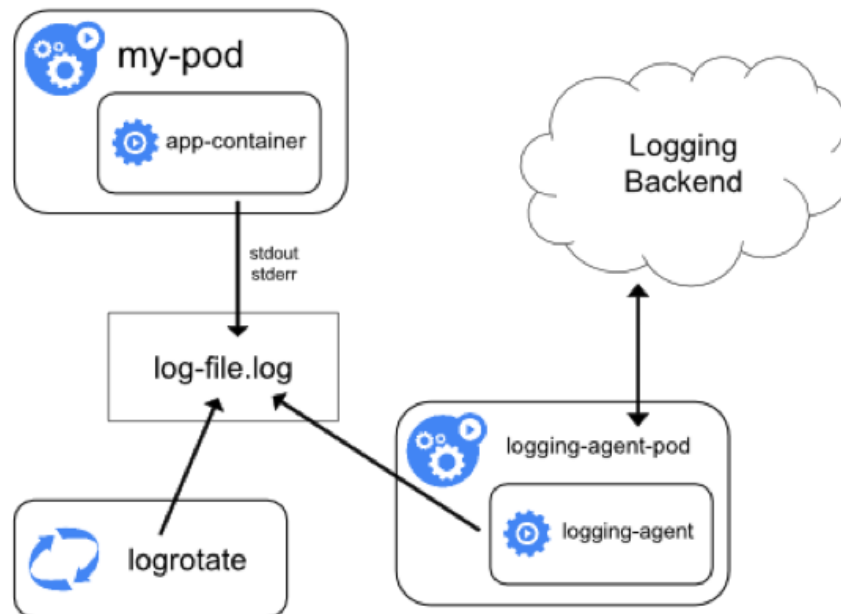 my-pod
app-container
Logging
Backend
stdout
stderr
log-file.log
logging-agent-pod
logging-agent
logrotate